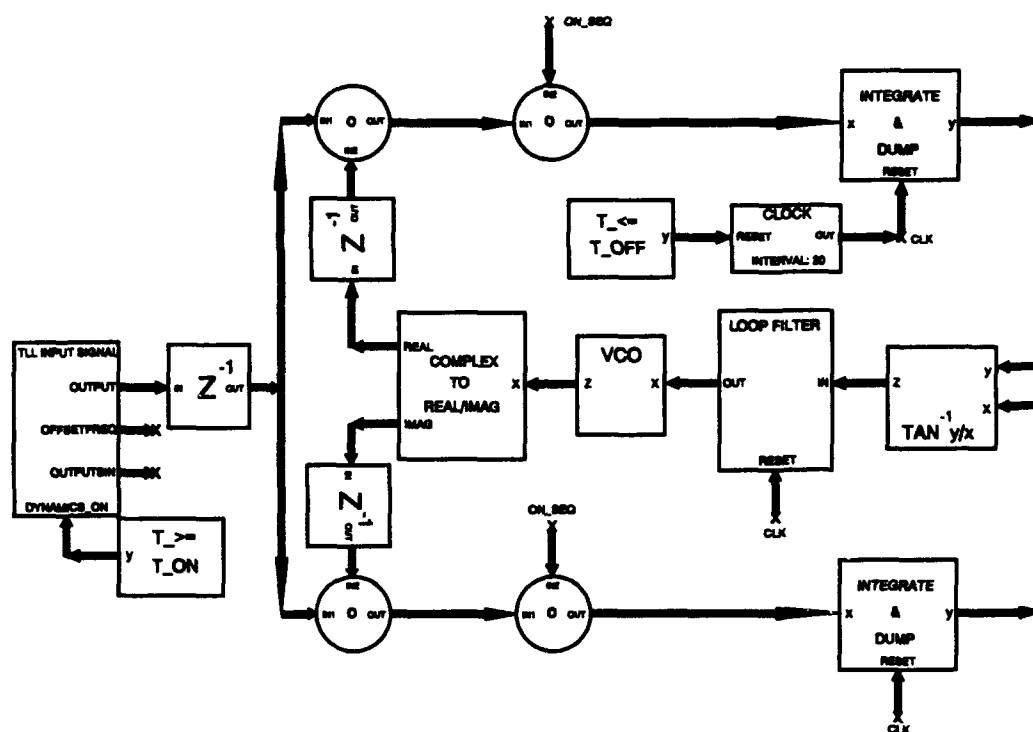 X ON_SEQ
IN1 O OUT
IN2
IN2
IN1 O OUT
INTEGRATE
&
DUMP
x y
RESET
Z-1
OUT
IN
T_<=
T_OFF
y
CLOCK
RESET OUT
INTERVAL: 20
X CLK
TLL INPUT SIGNAL
OUTPUT
OFFSETFREQ X
OUTPUTBIN X
DYNAMICS_ON
IN Z-1 OUT
REAL
COMPLEX
TO
REAL/IMAG
X
IMAG
VCO
Z X
LOOP FILTER
OUT IN
RESET
X
CLK
y
Z
x
TAN-1 y/x
IN
Z-1
OUT
T_>=
T_ON
y
ON_SEQ
X
IN2
IN1 O OUT
IN2
IN1 O OUT
INTEGRATE
&
DUMP
x y
RESET
X
CLK